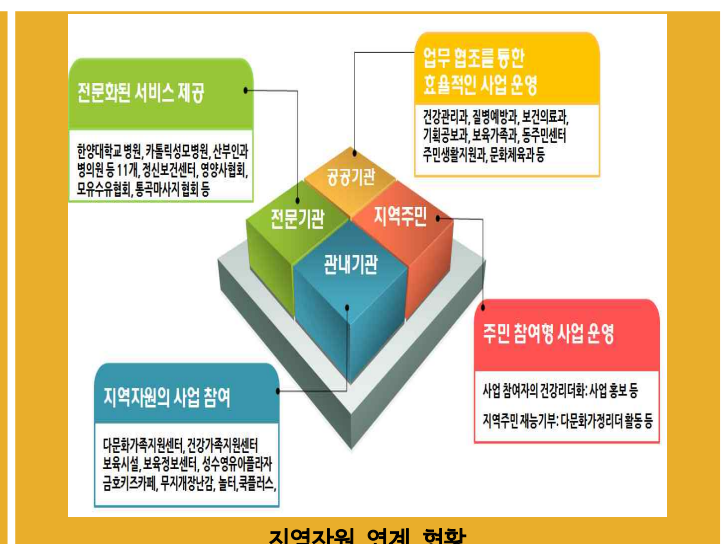 전문화된 서비스 제공
한양대학교 병원, 카톨릭성모병원, 산부인과
병의원 등 11개, 정신보건센터, 영양사협회,
모유수유협회, 통곡마사지 협회 등
업무 협조를 통한
효율적인 사업 운영
건강관리과, 질병예방과, 보건의료과,
기획공보과, 보육가족과, 동주민센터
주민생활지원과, 문화체육과 등
공공기관
전문기관
지역주민
관내기관
지역자원의 사업 참여
다문화가족지원센터, 건강가족지원센터
보육시설, 보육정보센터, 성수영유아플라자
금호키즈카페, 무지개장난감, 놀터,쿡플러스,
주민 참여형 사업 운영
사업 참여자의 건강리더화: 사업 홍보 등
지역주민 재능기부: 다문화가정리더 활동 등
지역자원 연계 현황